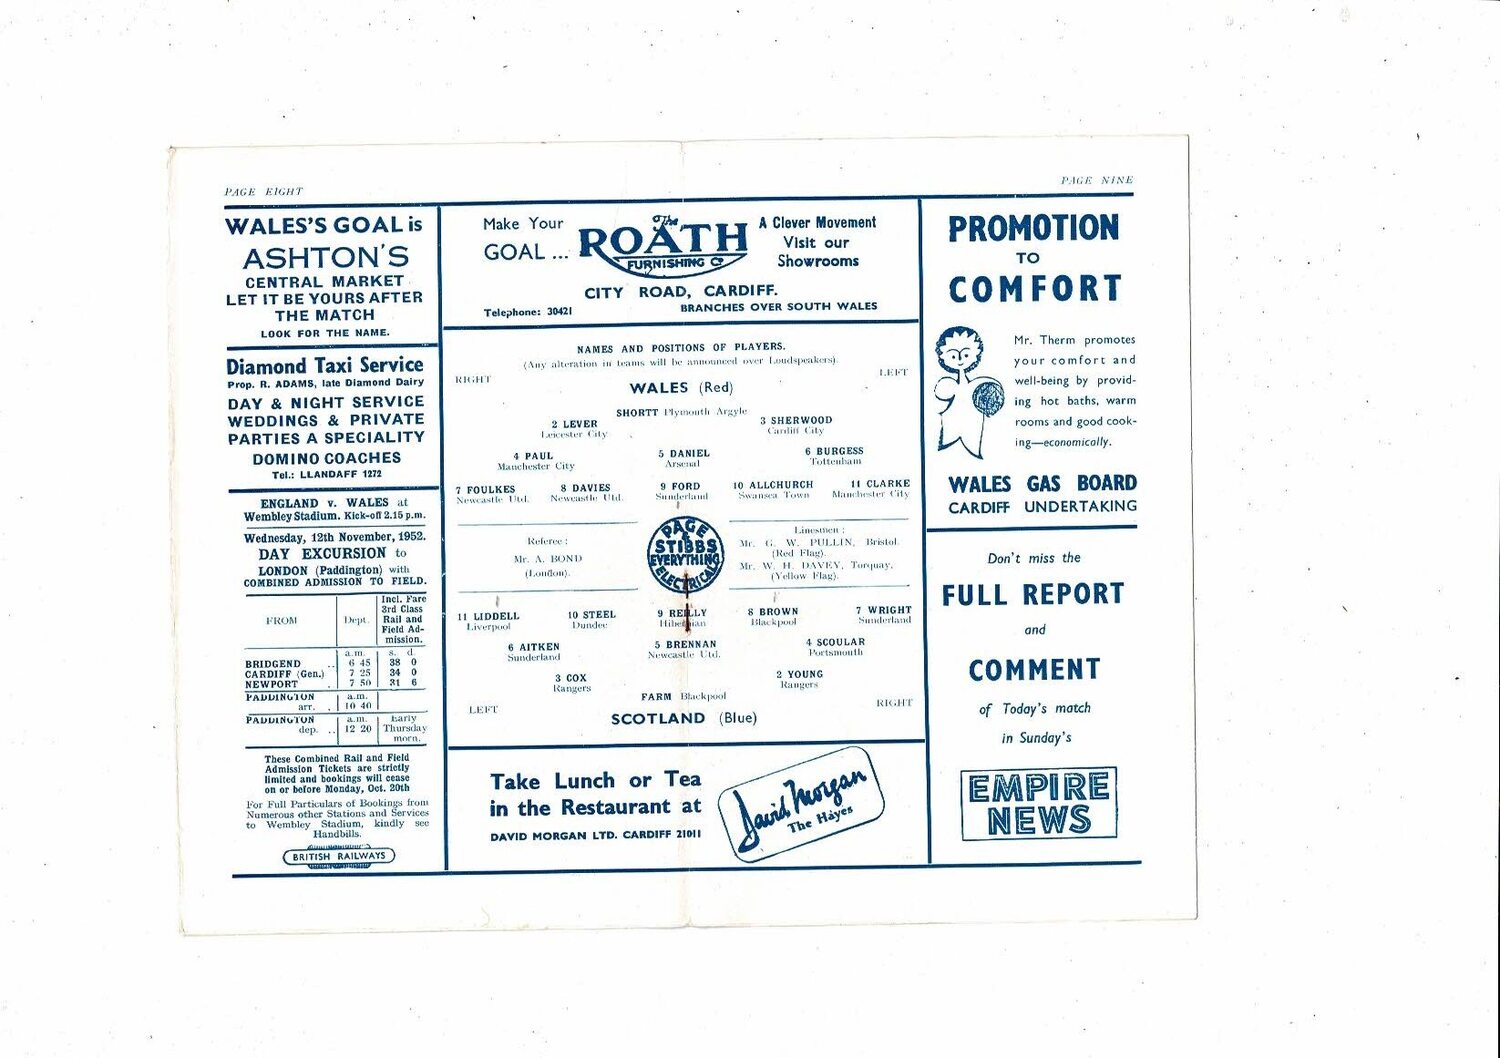 PAGE EIGHT
PAGE NINE
WALES'S GOAL is
ASHTON'S
CENTRAL MARKET
LET IT BE YOURS AFTER
THE MATCH
LOOK FOR THE NAME.
Diamond Taxi Service
Prop. R. ADAMS, late Diamond Dairy
DAY & NIGHT SERVICE
WEDDINGS & PRIVATE
PARTIES A SPECIALITY
DOMINO COACHES
Tel.: LLANDAFF 1272
ENGLAND v. WALES at
Wembley Stadium. Kick-off 2.15 p.m.
Wednesday, 12th November, 1952.
DAY EXCURSION to
LONDON (Paddington) with
COMBINED ADMISSION TO FIELD.
FROM Dept. Incl. Fare
3rd Class
Rail and
Field Ad-
mission.
a.m. s. d.
BRIDGEND .. 6 45 38 0
CARDIFF (Gen.) 7 25 34 0
NEWPORT . 7 50 31 6
PADDINGTON a.m.
arr. . 10 40
PADDINGTON a.m. Early
dep. .. 12 20 Thursday
morn.
These Combined Rail and Field
Admission Tickets are strictly
limited and bookings will cease
on or before Monday, Oct. 20th
For Full Particulars of Bookings from
Numerous other Stations and Services
to Wembley Stadium, kindly see
Handbills.
BRITISH RAILWAYS
Make Your
GOAL ...
The
ROATH
FURNISHING Co
A Clever Movement
Visit our
Showrooms
CITY ROAD, CARDIFF.
Telephone: 30421 BRANCHES OVER SOUTH WALES
NAMES AND POSITIONS OF PLAYERS.
(Any alteration in teams will be announced over Loudspeakers).
RIGHT LEFT
WALES (Red)
SHORTT Plymouth Argyle
2 LEVER 3 SHERWOOD
Leicester City Cardiff City
4 PAUL 5 DANIEL 6 BURGESS
Manchester City Arsenal Tottenham
7 FOULKES 8 DAVIES 9 FORD 10 ALLCHURCH 11 CLARKE
Newcastle Utd. Newcastle Utd. Sunderland Swansea Town Manchester City
Referee :
Mr. A. BOND
(London).
PAGE
&
STIBBS
EVERYTHING
ELECTRICAL
Linesmen :
Mr. G. W. PULLIN, Bristol.
(Red Flag).
Mr. W. H. DAVEY, Torquay.
(Yellow Flag).
11 LIDDELL 10 STEEL 9 REILLY 8 BROWN 7 WRIGHT
Liverpool Dundee Hibernian Blackpool Sunderland
6 AITKEN 5 BRENNAN 4 SCOULAR
Sunderland Newcastle Utd. Portsmouth
3 COX 2 YOUNG
Rangers Rangers
FARM Blackpool
LEFT RIGHT
SCOTLAND (Blue)
Take Lunch or Tea
in the Restaurant at
DAVID MORGAN LTD. CARDIFF 21011
David Morgan
The Hayes
PROMOTION
TO
COMFORT
Mr. Therm promotes
your comfort and
well-being by provid-
ing hot baths, warm
rooms and good cook-
ing—economically.
WALES GAS BOARD
CARDIFF UNDERTAKING
Don't miss the
FULL REPORT
and
COMMENT
of Today's match
in Sunday's
EMPIRE
NEWS